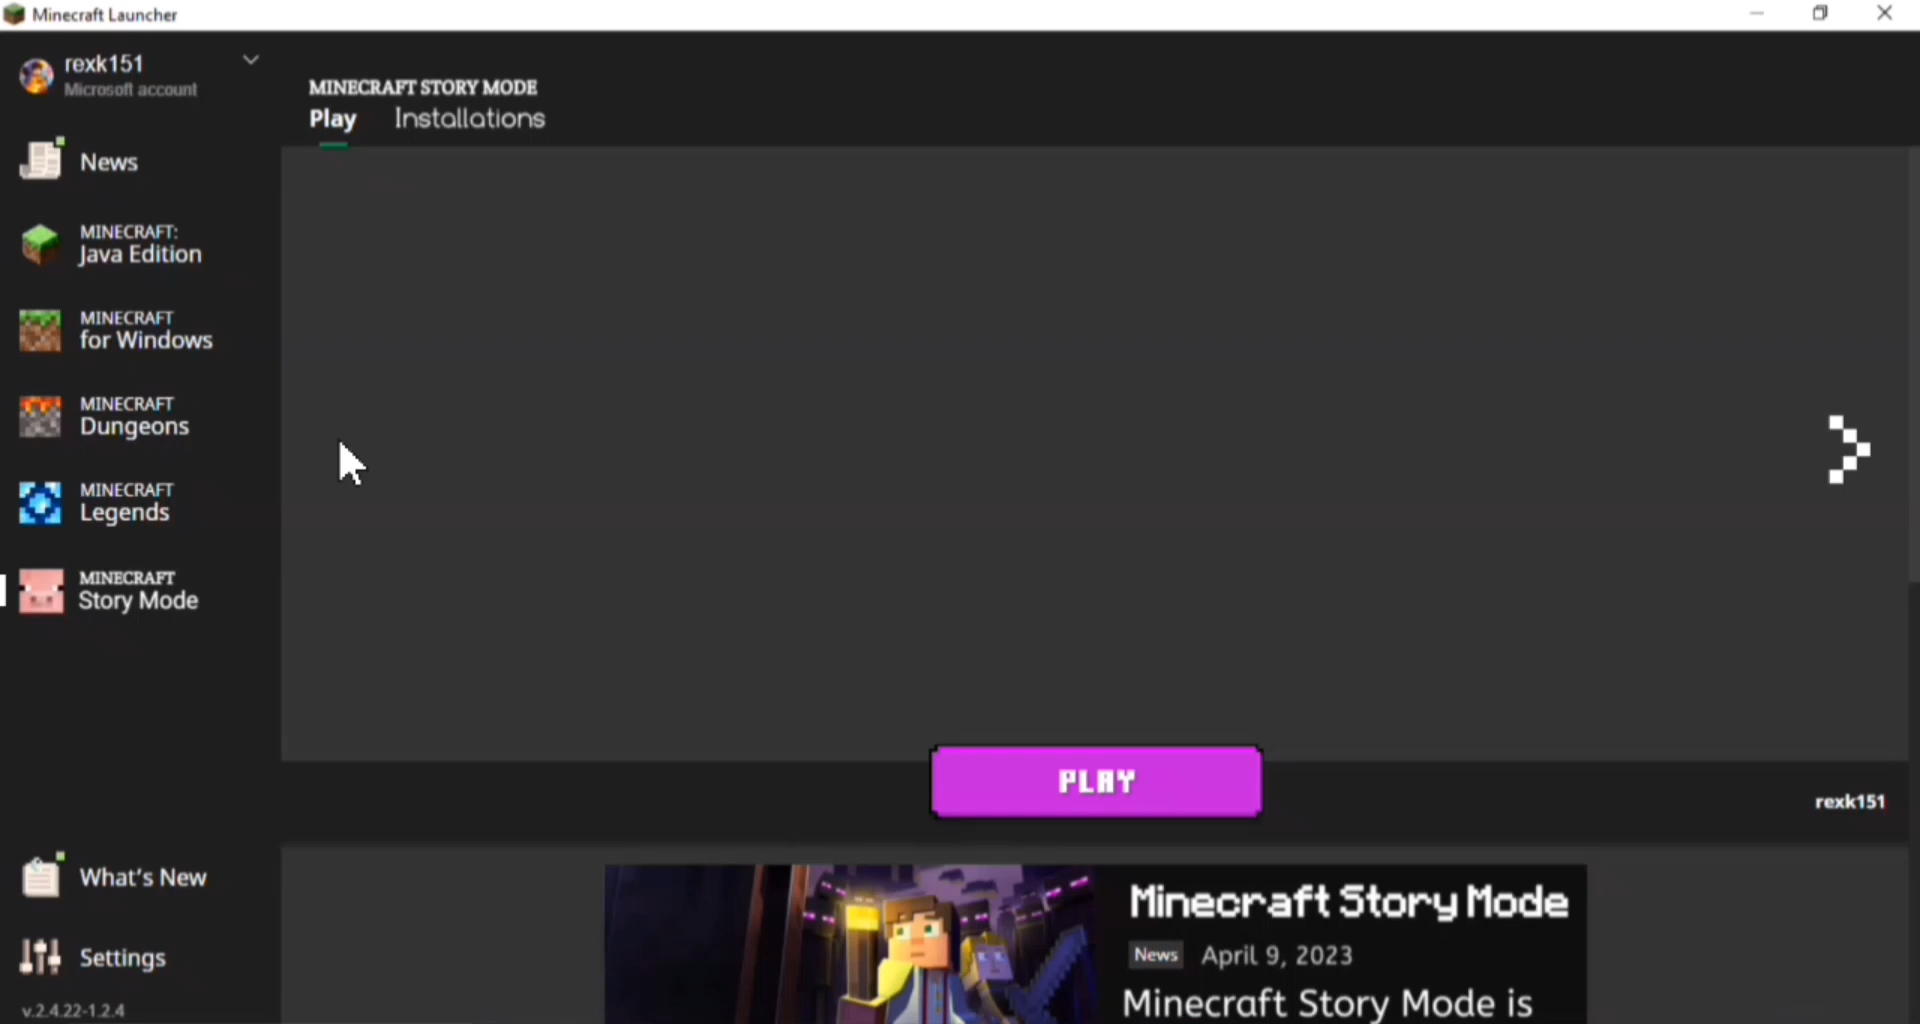 Minecraft Launcher
rexk151
Microsoft account
News
MINECRAFT:
Java Edition
MINECRAFT
for Windows
MINECRAFT
Dungeons
MINECRAFT
Legends
MINECRAFT
Story Mode
What's New
Settings
v.2.4.22-1.2.4
MINECRAFT STORY MODE
Play Installations
PLAY
rexk151
Minecraft Story Mode
News April 9, 2023
Minecraft Story Mode is